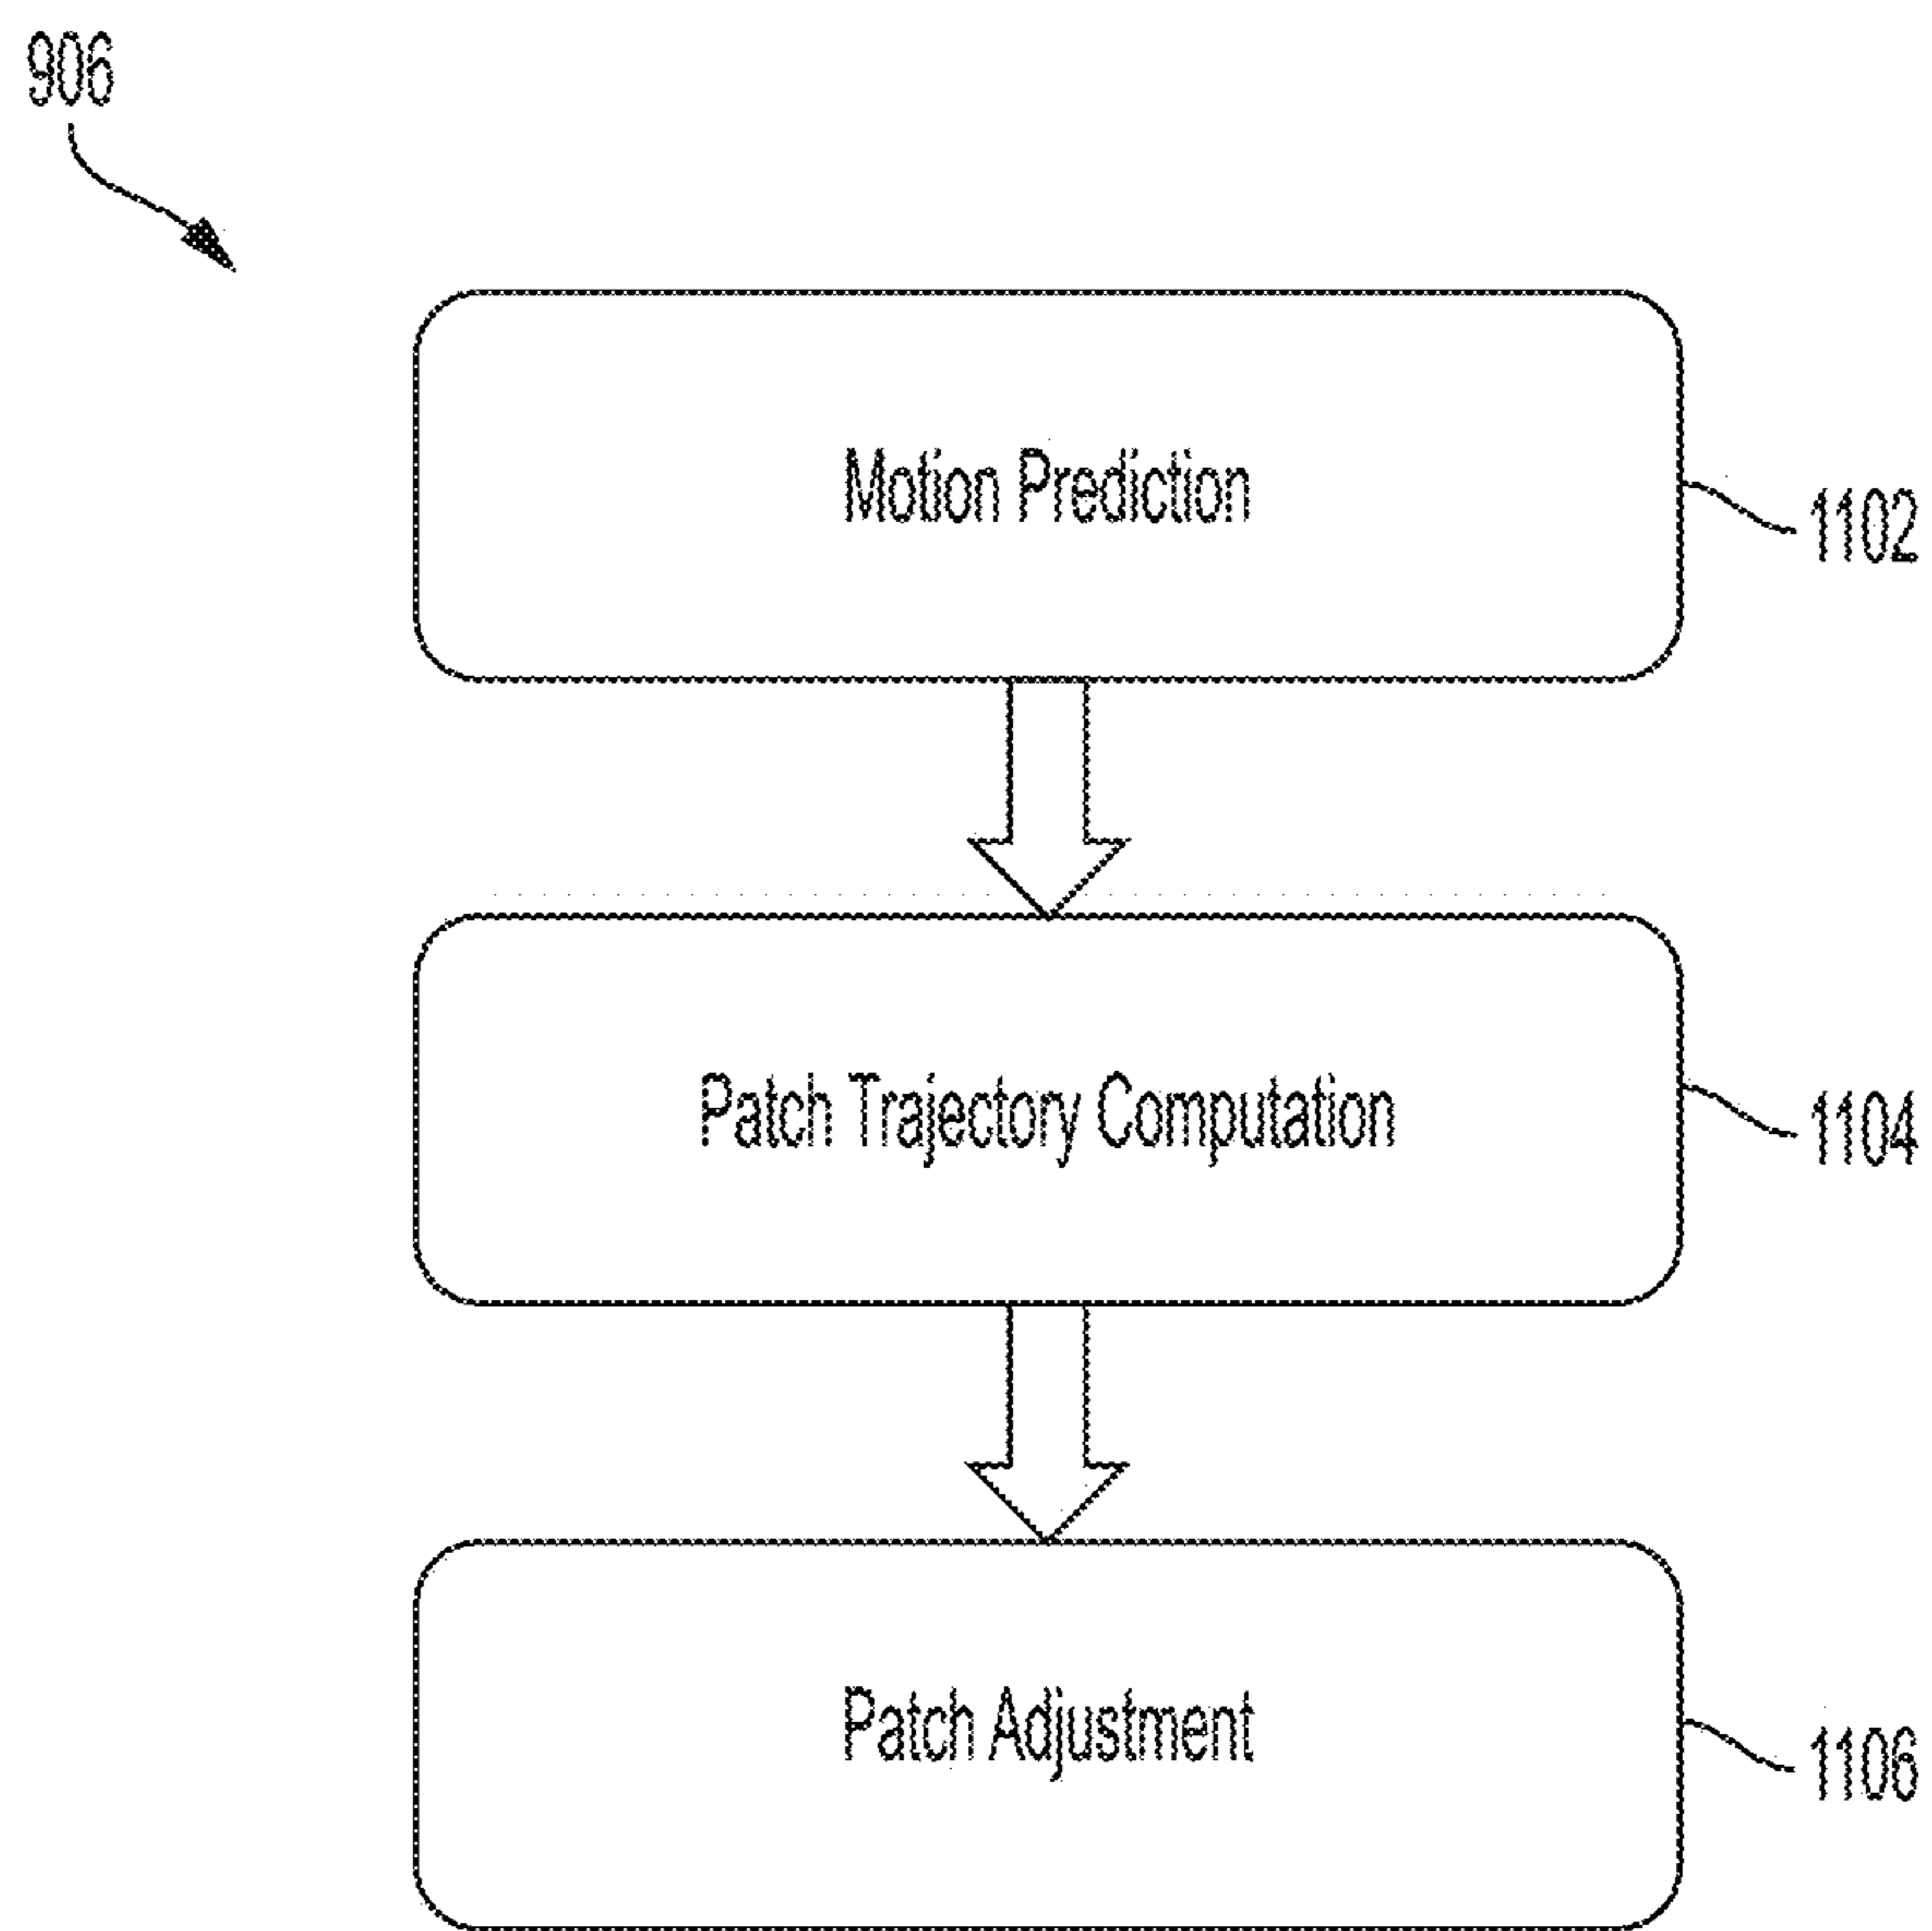 906
Motion Prediction
1102
Patch Trajectory Computation
1104
Patch Adjustment
1106